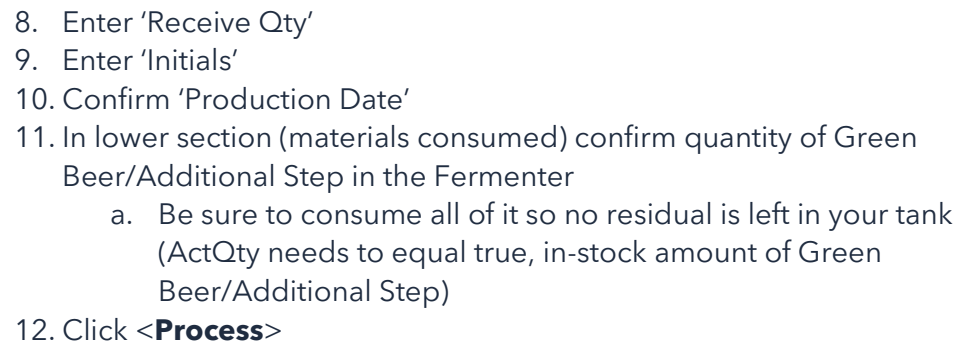 8. Enter ‘Receive Qty’
9. Enter ‘Initials’
10. Confirm ‘Production Date’
11. In lower section (materials consumed) confirm quantity of Green
Beer/Additional Step in the Fermenter
a. Be sure to consume all of it so no residual is left in your tank
(ActQty needs to equal true, in-stock amount of Green
Beer/Additional Step)
12. Click <Process>